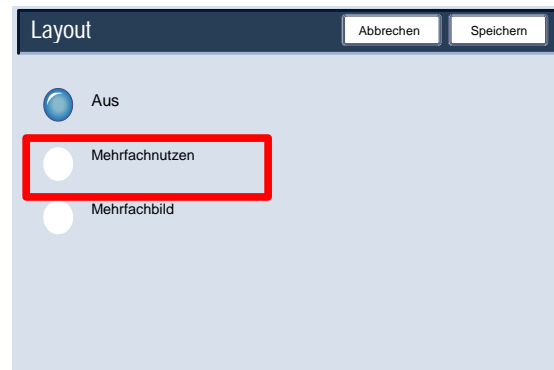 Layout
Abbrechen
Speichern
Aus
Mehrfachnutzen
Mehrfachbild